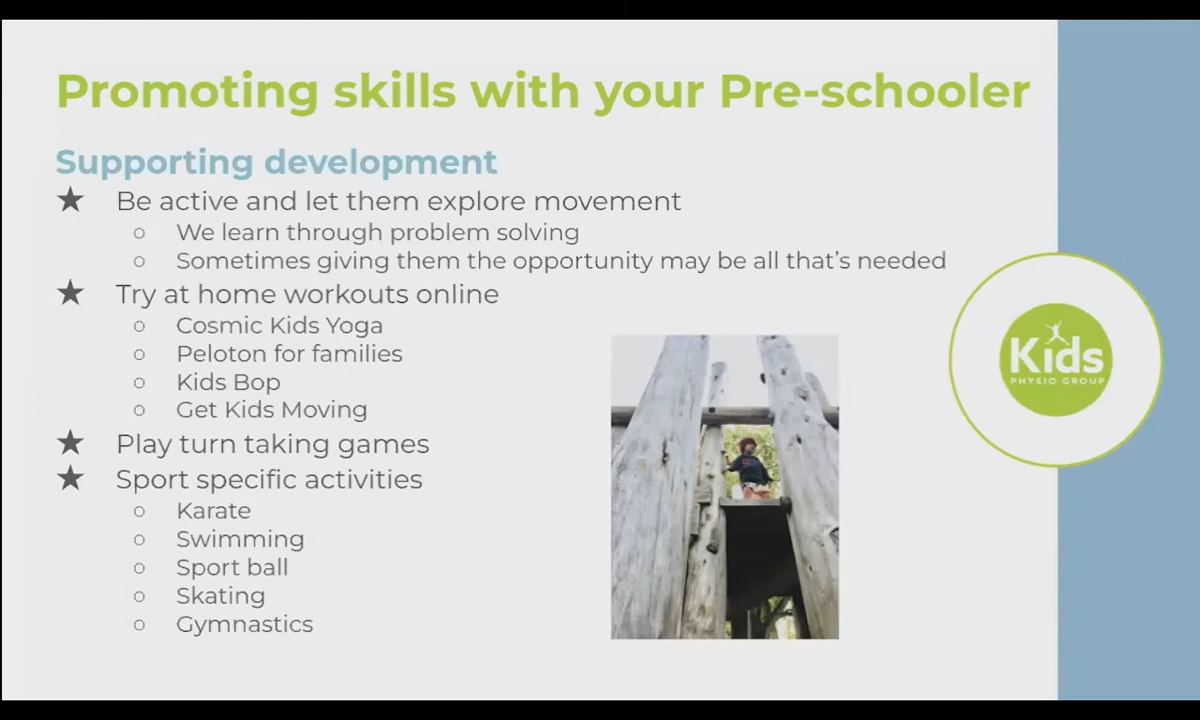 Promoting skills with your Pre-schooler
Supporting development
★ Be active and let them explore movement
○ We learn through problem solving
○ Sometimes giving them the opportunity may be all that's needed
★ Try at home workouts online
○ Cosmic Kids Yoga
○ Peloton for families
○ Kids Bop
○ Get Kids Moving
★ Play turn taking games
★ Sport specific activities
○ Karate
○ Swimming
○ Sport ball
○ Skating
○ Gymnastics
Kids
PHYSIO GROUP